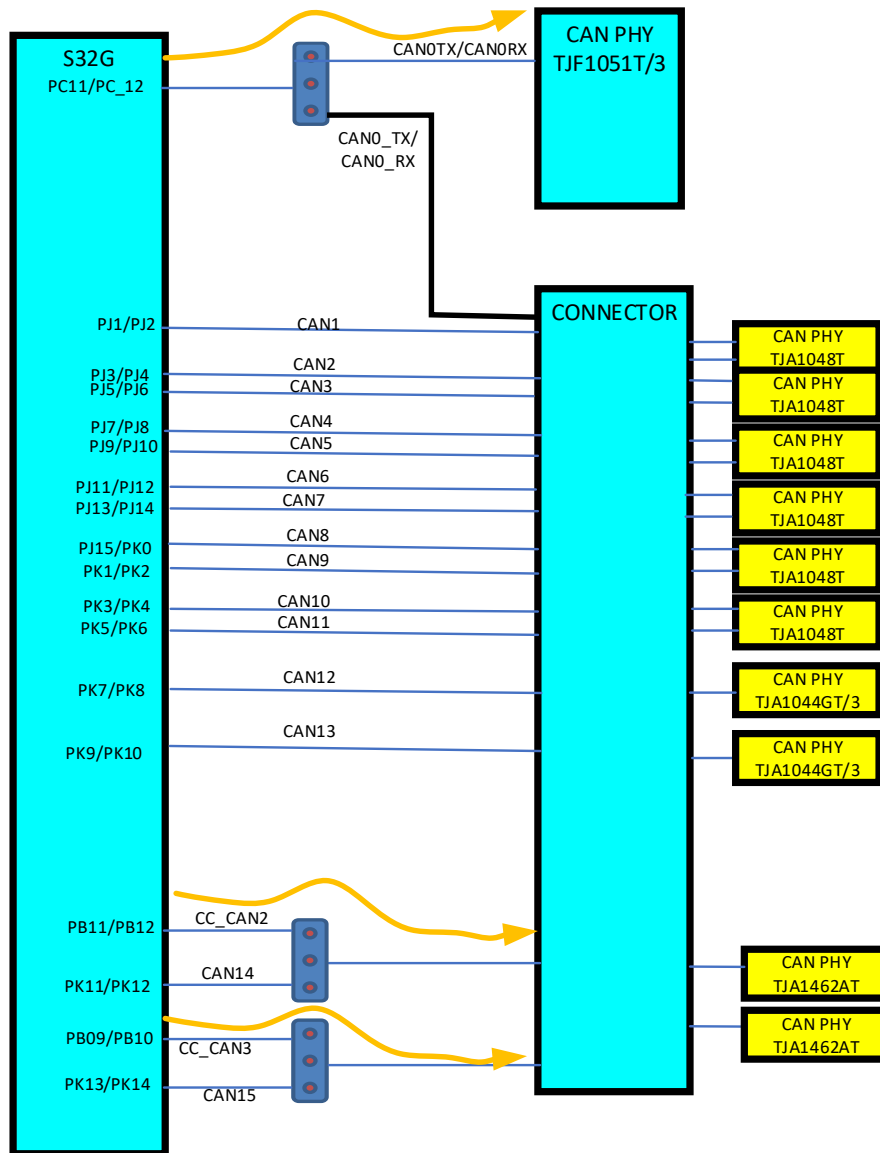 S32G
PC11/PC_12
CAN0TX/CAN0RX
CAN PHY
TJF1051T/3
CAN0_TX/
CAN0_RX
CONNECTOR
PJ1/PJ2
CAN1
PJ3/PJ4
CAN2
PJ5/PJ6
CAN3
PJ7/PJ8
CAN4
PJ9/PJ10
CAN5
PJ11/PJ12
CAN6
PJ13/PJ14
CAN7
PJ15/PK0
CAN8
PK1/PK2
CAN9
PK3/PK4
CAN10
PK5/PK6
CAN11
PK7/PK8
CAN12
PK9/PK10
CAN13
PB11/PB12
CC_CAN2
PK11/PK12
CAN14
PB09/PB10
CC_CAN3
PK13/PK14
CAN15
CAN PHY
TJA1048T
CAN PHY
TJA1048T
CAN PHY
TJA1048T
CAN PHY
TJA1048T
CAN PHY
TJA1048T
CAN PHY
TJA1048T
CAN PHY
TJA1044GT/3
CAN PHY
TJA1044GT/3
CAN PHY
TJA1462AT
CAN PHY
TJA1462AT